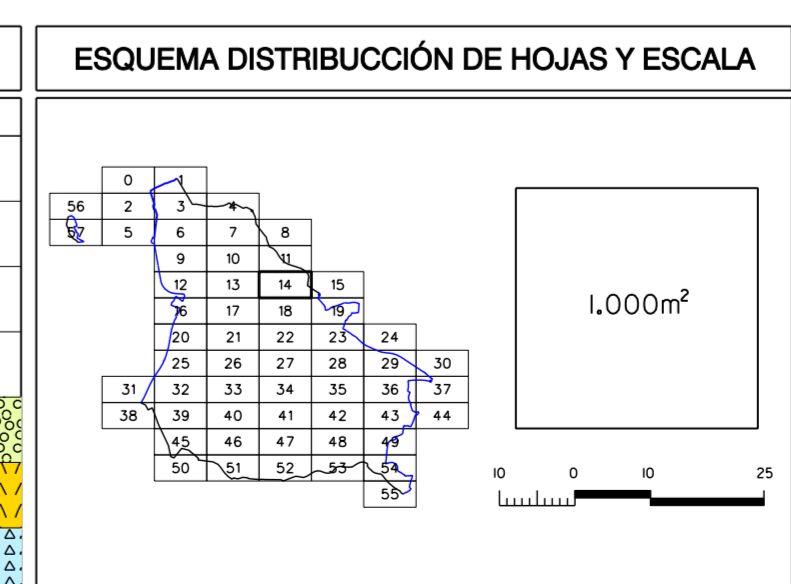 ESQUEMA DISTRIBUCCIÓN DE HOJAS Y ESCALA
0 1
56 2 3 4
57 5 6 7 8
9 10 11
12 13 14 15
16 17 18 19
20 21 22 23 24
25 26 27 28 29 30
31 32 33 34 35 36 37
38 39 40 41 42 43 44
45 46 47 48 49
50 51 52 53 54
55
1.000m²
10 0 10 25